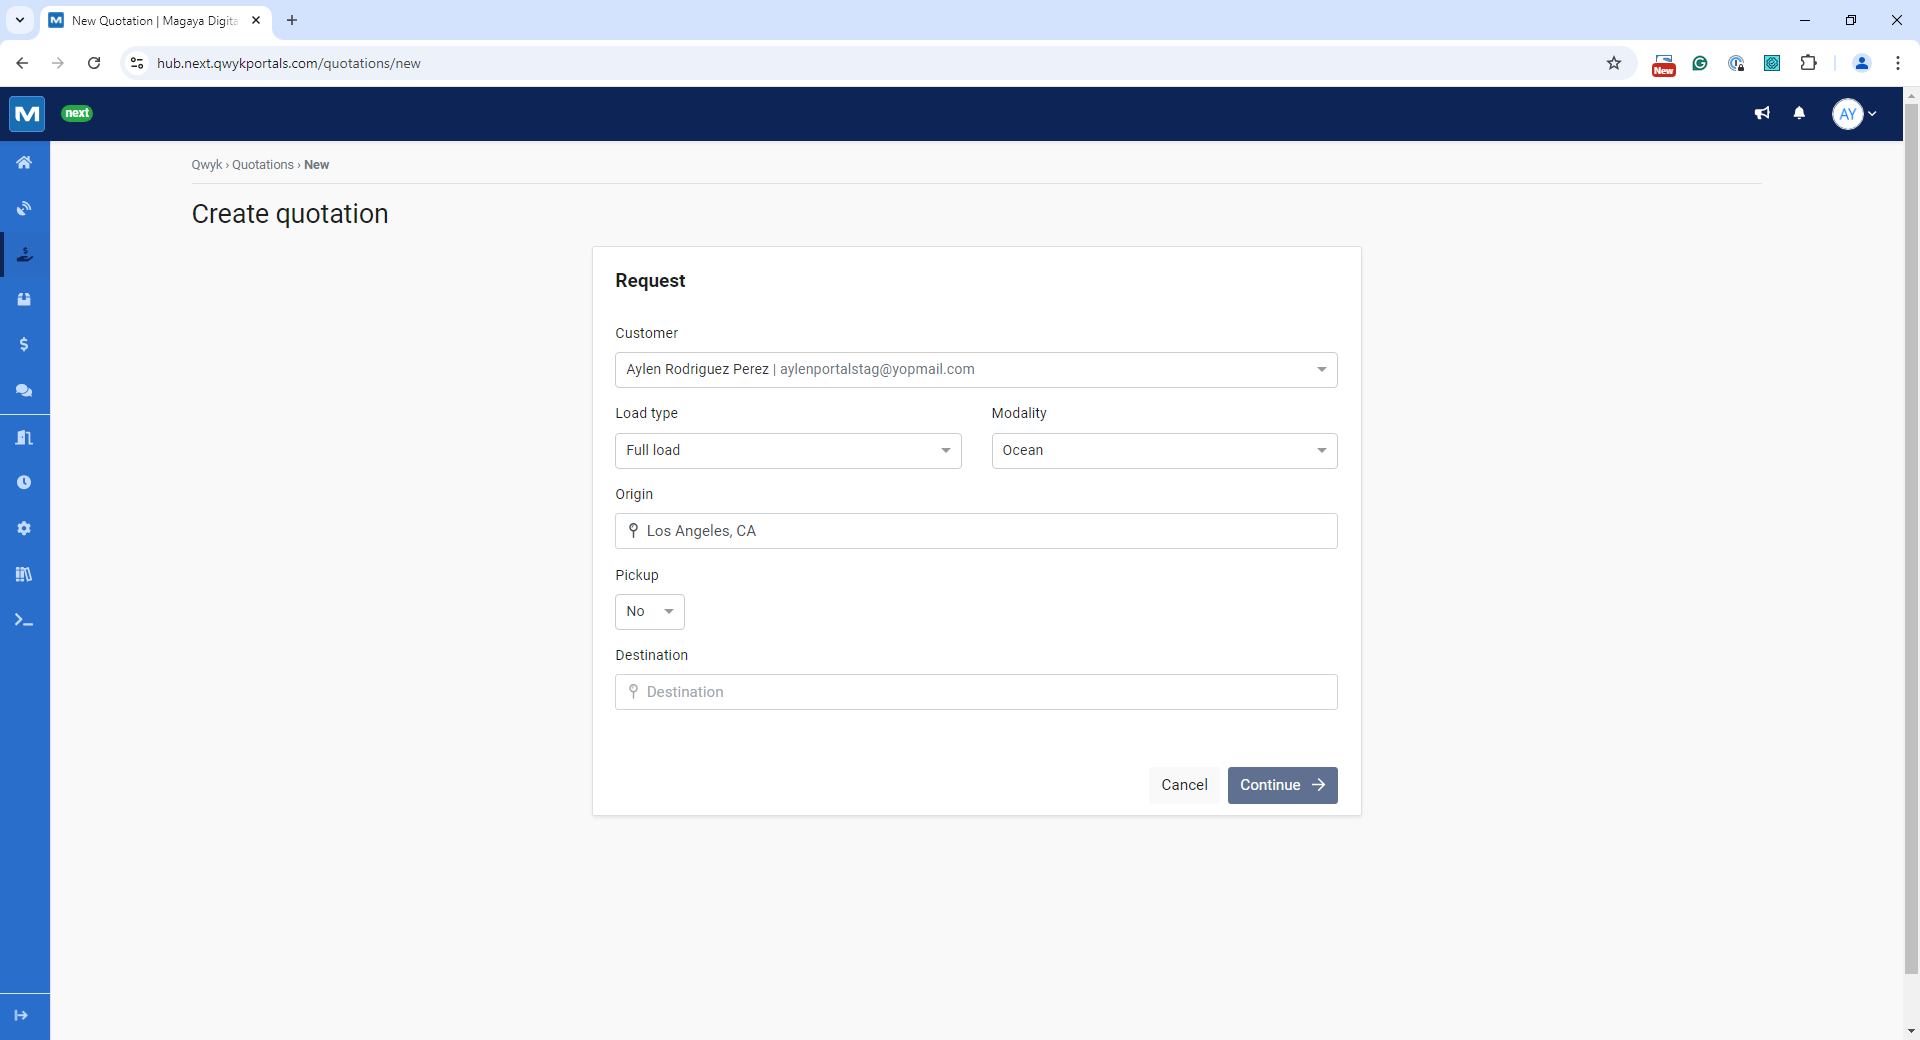 New Quotation | Magaya Digita
hub.next.qwykportals.com/quotations/new
New
M
next
AY
Qwyk › Quotations › New
Create quotation
Request
Customer
Aylen Rodriguez Perez | aylenportalstag@yopmail.com
Load type
Modality
Full load
Ocean
Origin
Los Angeles, CA
Pickup
No
Destination
Destination
Cancel
Continue